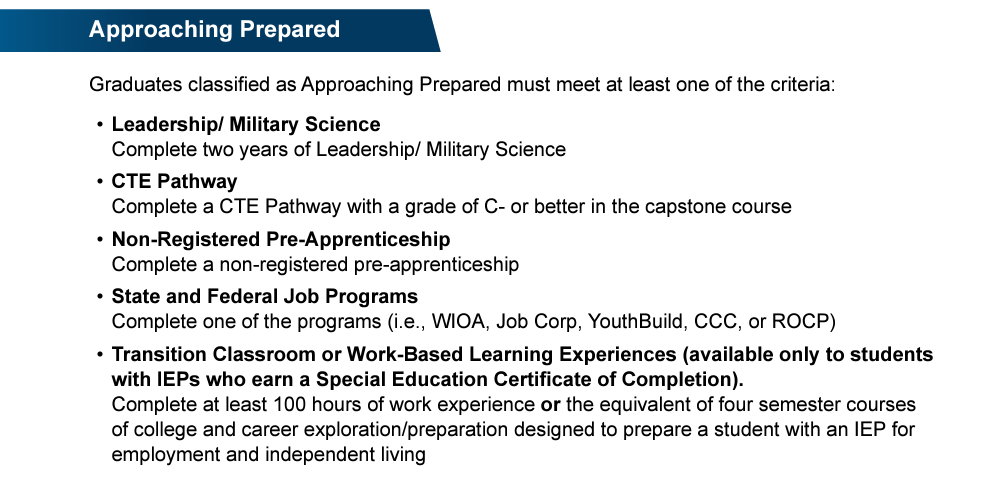 Approaching Prepared
Graduates classified as Approaching Prepared must meet at least one of the criteria:
• Leadership/ Military Science
Complete two years of Leadership/ Military Science
• CTE Pathway
Complete a CTE Pathway with a grade of C- or better in the capstone course
• Non-Registered Pre-Apprenticeship
Complete a non-registered pre-apprenticeship
• State and Federal Job Programs
Complete one of the programs (i.e., WIOA, Job Corp, YouthBuild, CCC, or ROCP)
• Transition Classroom or Work-Based Learning Experiences (available only to students
with IEPs who earn a Special Education Certificate of Completion).
Complete at least 100 hours of work experience or the equivalent of four semester courses
of college and career exploration/preparation designed to prepare a student with an IEP for
employment and independent living